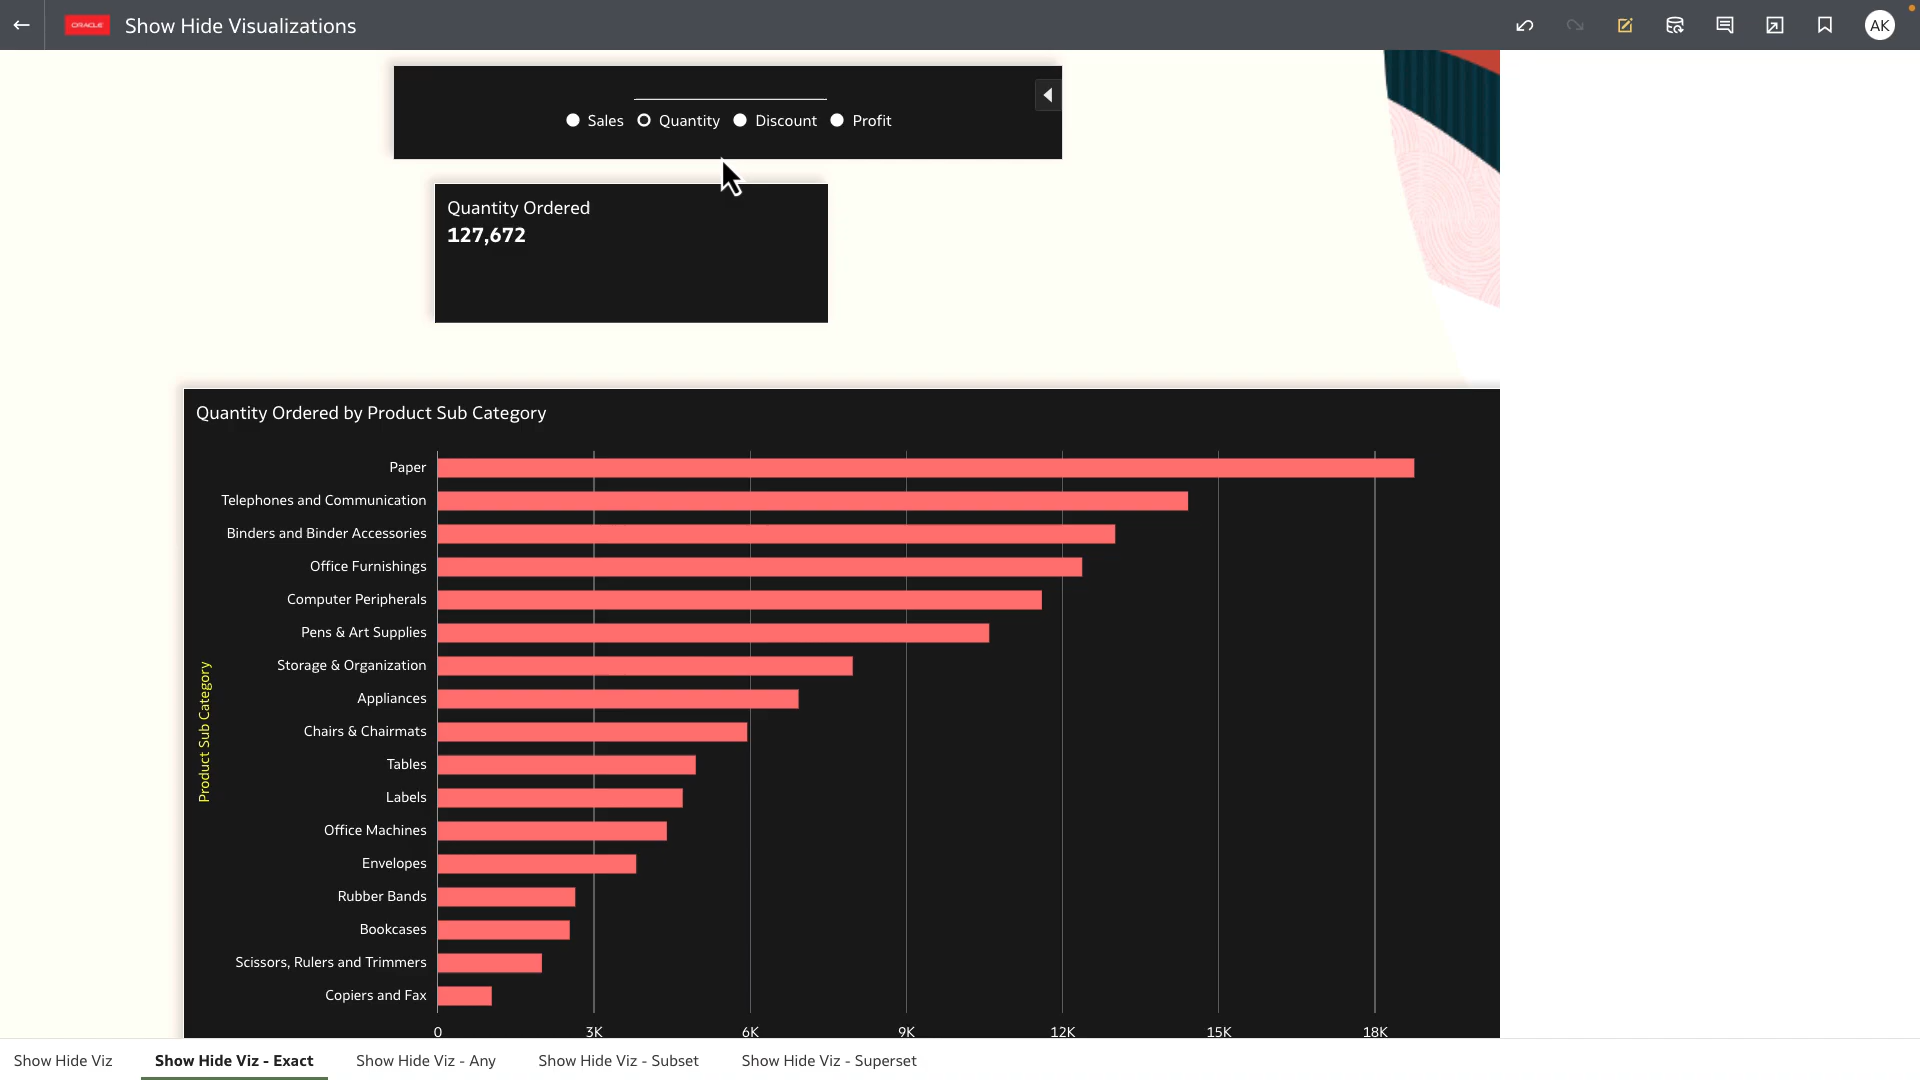 ORACLE
Show Hide Visualizations
AK
Sales Quantity Discount Profit
Quantity Ordered
127,672
Quantity Ordered by Product Sub Category
Product Sub Category
Paper
Telephones and Communication
Binders and Binder Accessories
Office Furnishings
Computer Peripherals
Pens & Art Supplies
Storage & Organization
Appliances
Chairs & Chairmats
Tables
Labels
Office Machines
Envelopes
Rubber Bands
Bookcases
Scissors, Rulers and Trimmers
Copiers and Fax
0 3K 6K 9K 12K 15K 18K
Show Hide Viz Show Hide Viz - Exact Show Hide Viz - Any Show Hide Viz - Subset Show Hide Viz - Superset